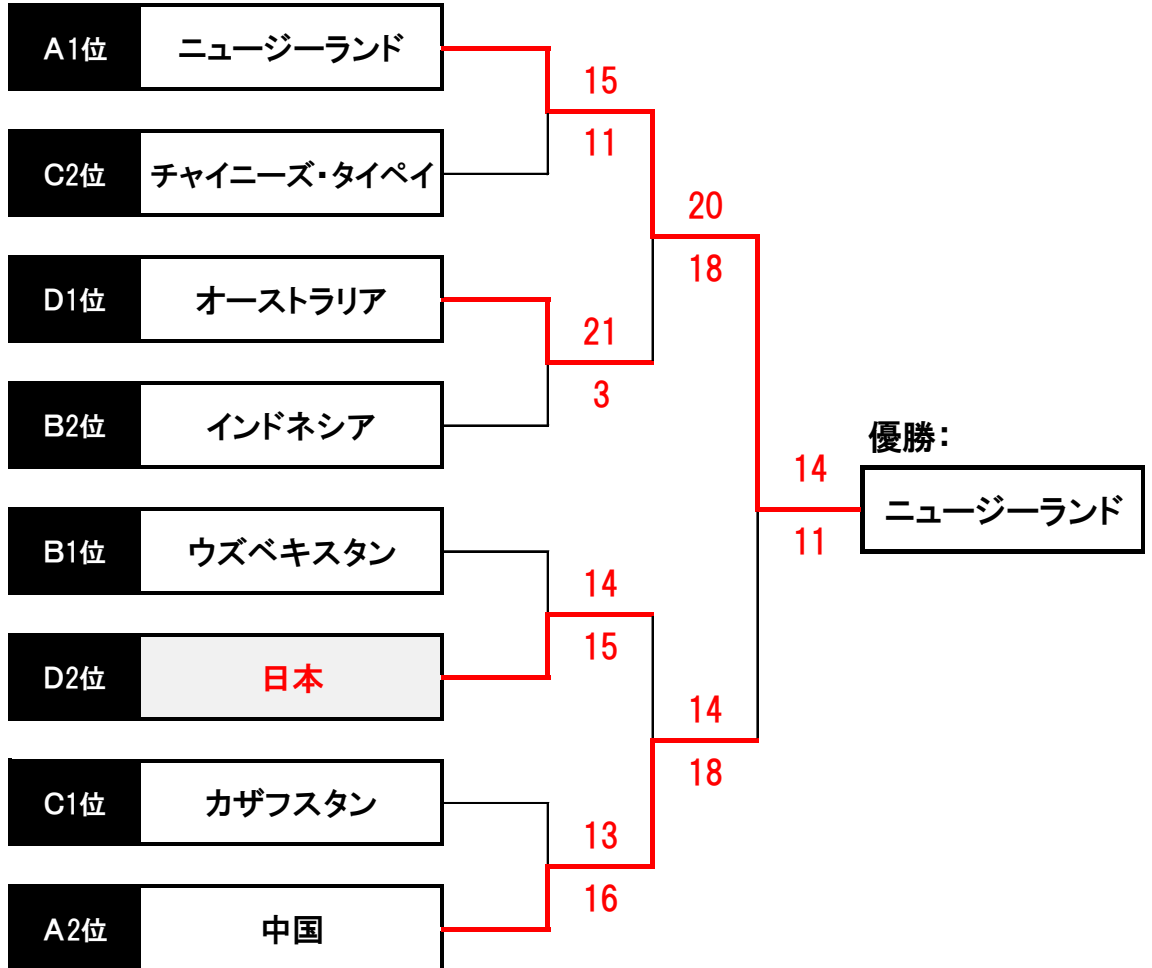 A1位 ニュージーランド
15
11
C2位 チャイニーズ・タイペイ
20
18
D1位 オーストラリア
21
3
B2位 インドネシア
優勝：
14
11
ニュージーランド
B1位 ウズベキスタン
14
15
D2位 日本
14
18
C1位 カザフスタン
13
16
A2位 中国